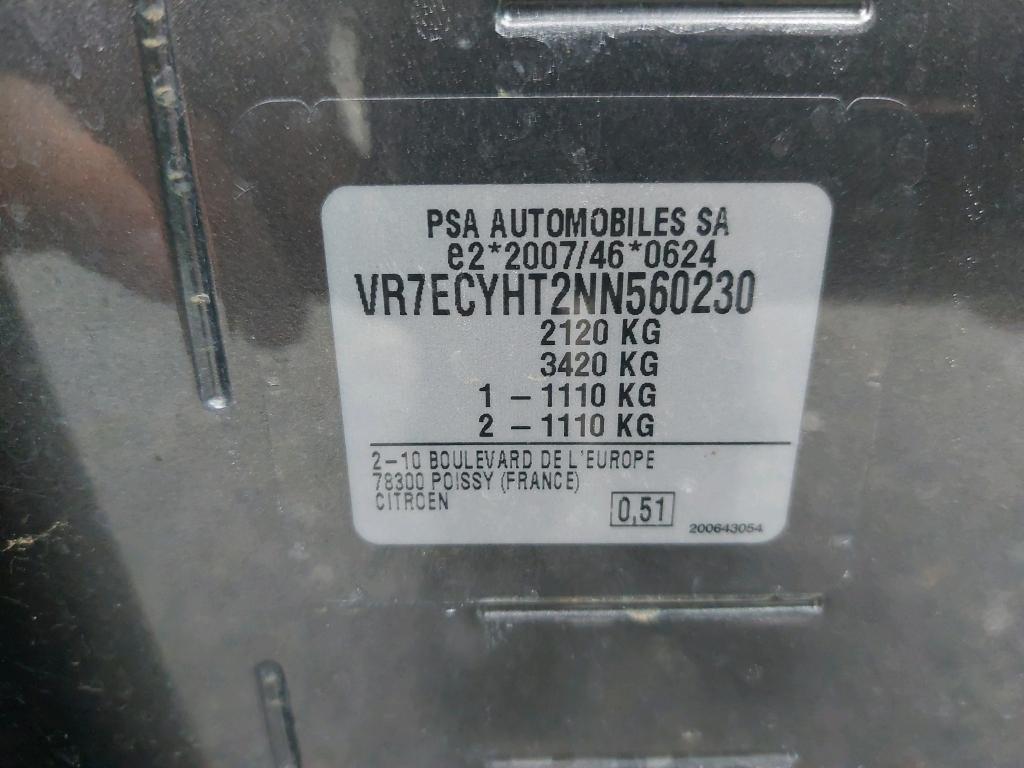 PSA AUTOMOBILES SA
e2*2007/46*0624
VR7ECYHT2NN560230
2120 KG
3420 KG
1 – 1110 KG
2 – 1110 KG
2–10 BOULEVARD DE L'EUROPE
78300 POISSY (FRANCE)
CITROEN
0,51
200643054